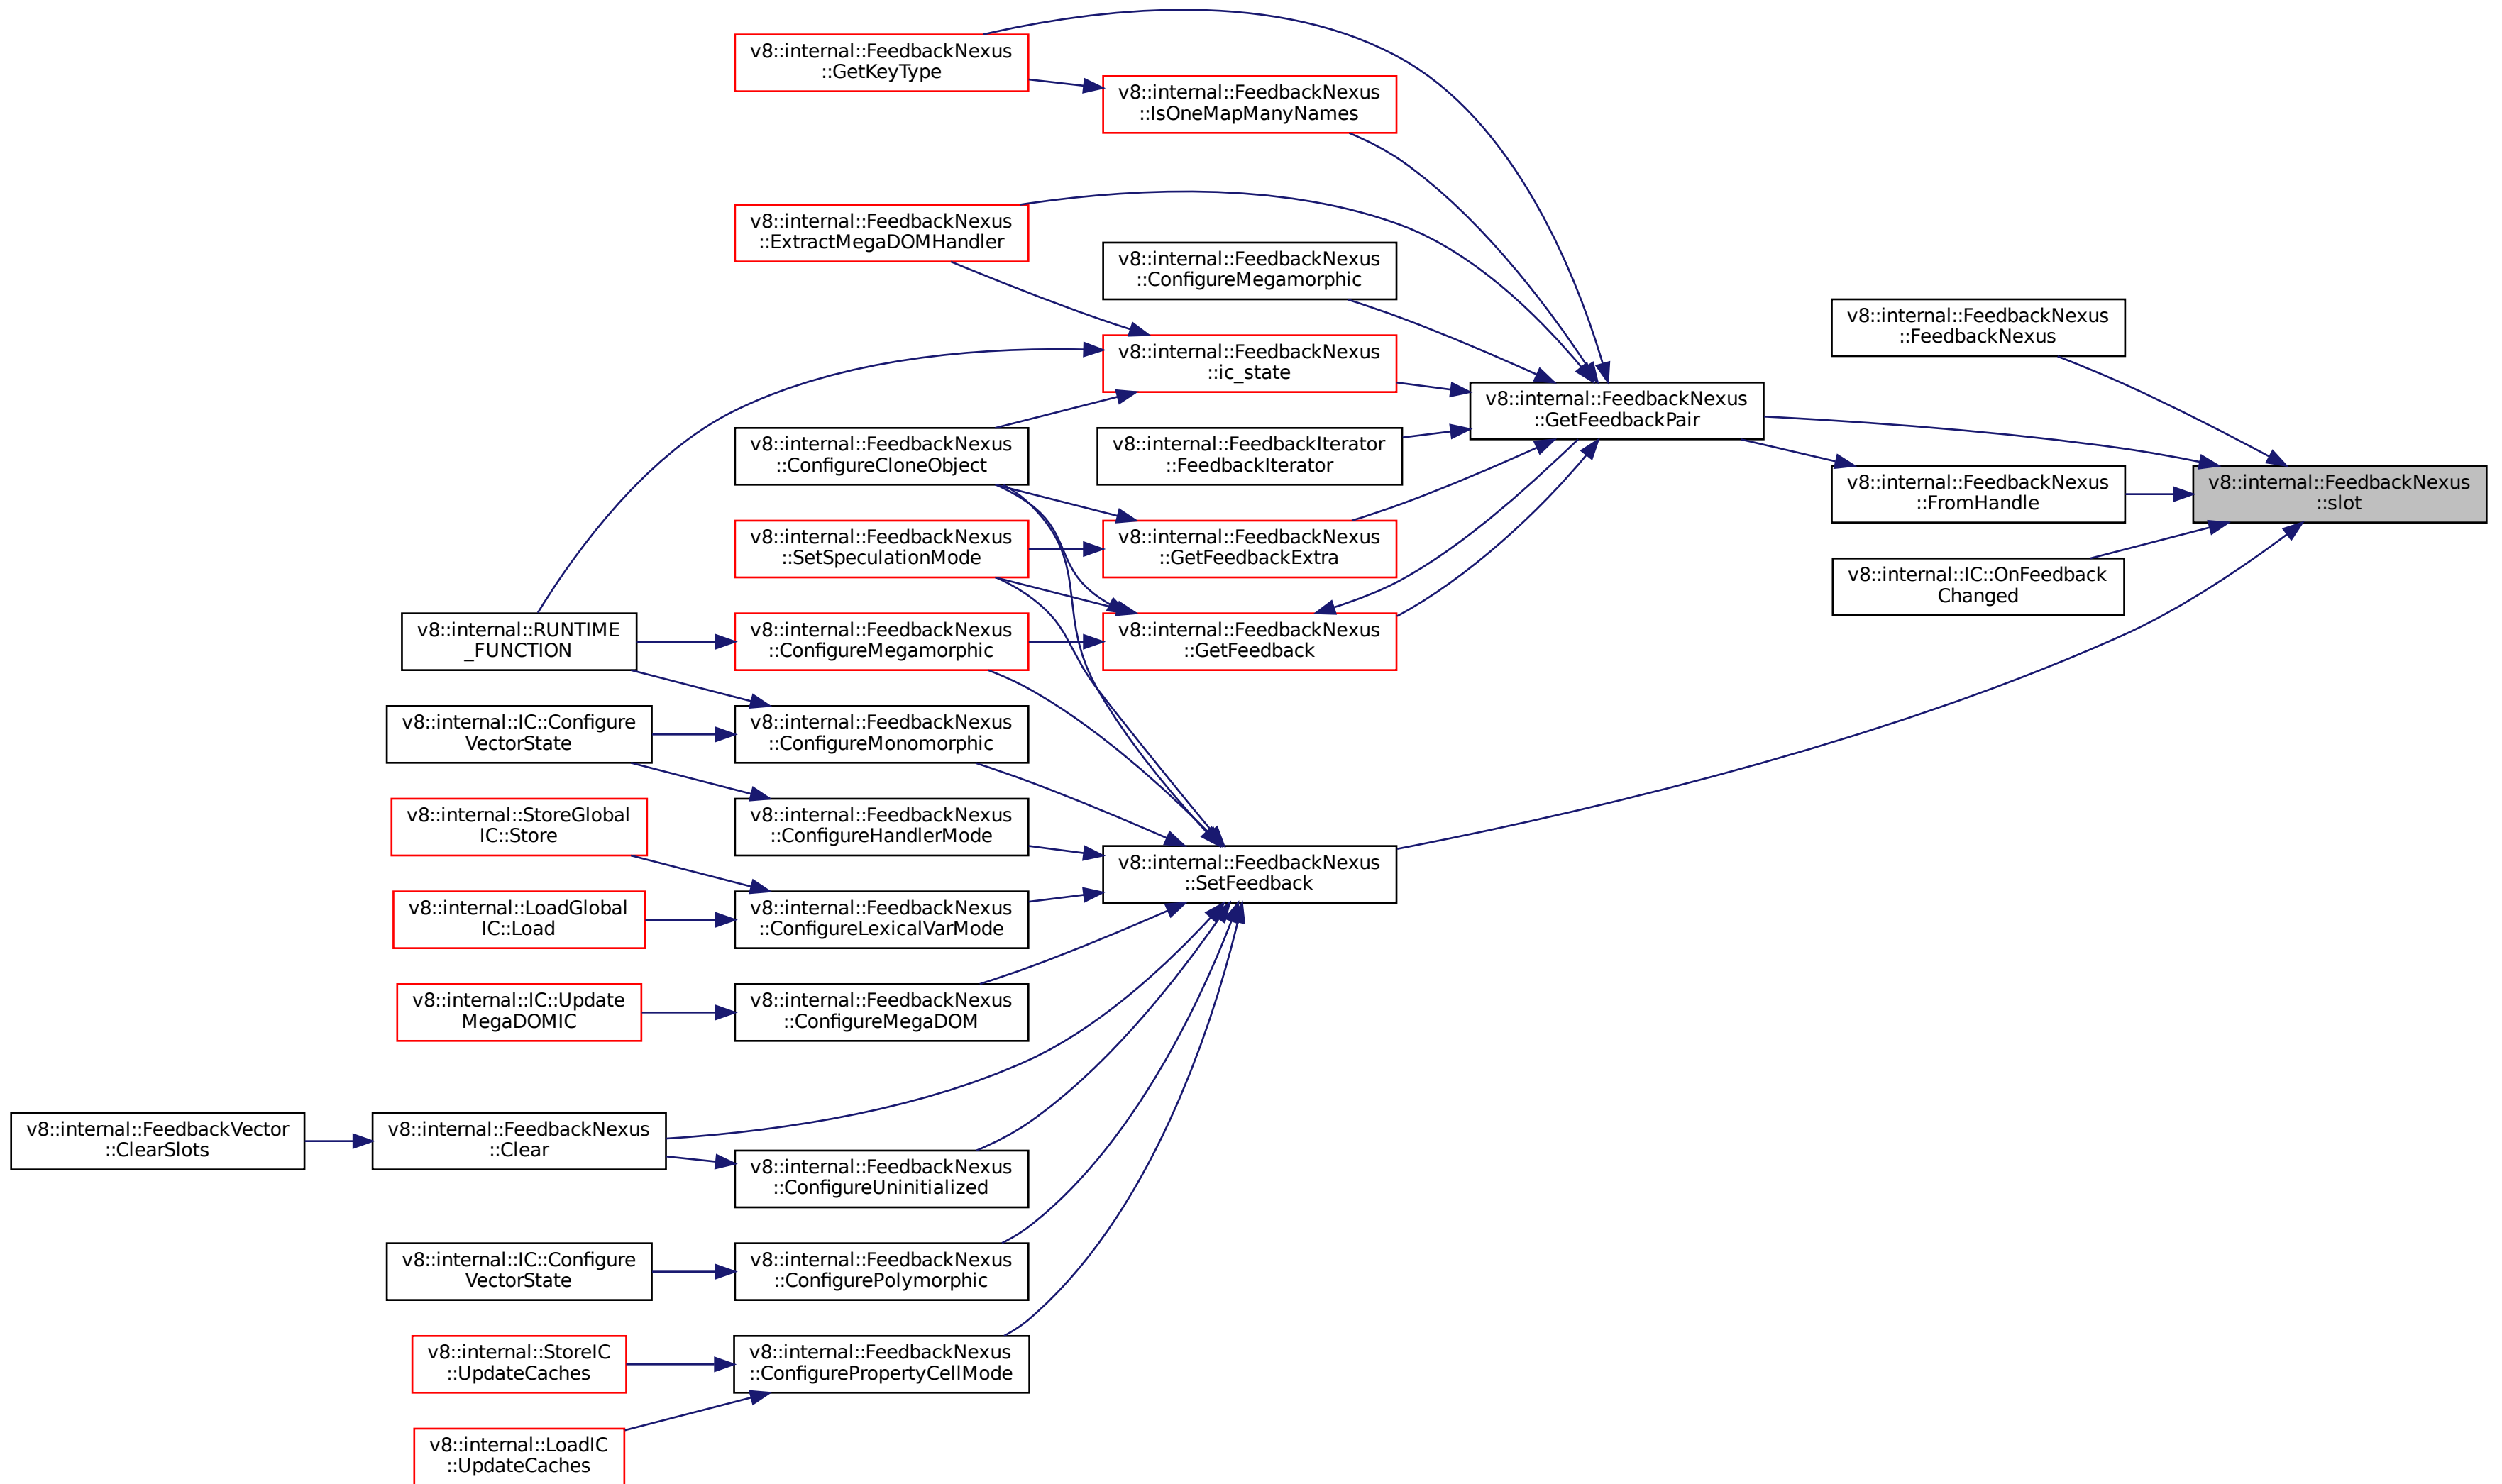 v8::internal::FeedbackNexus
::GetKeyType
v8::internal::FeedbackNexus
::IsOneMapManyNames
v8::internal::FeedbackNexus
::ExtractMegaDOMHandler
v8::internal::FeedbackNexus
::ConfigureMegamorphic
v8::internal::FeedbackNexus
::FeedbackNexus
v8::internal::FeedbackNexus
::ic_state
v8::internal::FeedbackNexus
::GetFeedbackPair
v8::internal::FeedbackNexus
::ConfigureCloneObject
v8::internal::FeedbackIterator
::FeedbackIterator
v8::internal::FeedbackNexus
::FromHandle
v8::internal::FeedbackNexus
::slot
v8::internal::FeedbackNexus
::SetSpeculationMode
v8::internal::FeedbackNexus
::GetFeedbackExtra
v8::internal::IC::OnFeedback
Changed
v8::internal::RUNTIME
_FUNCTION
v8::internal::FeedbackNexus
::ConfigureMegamorphic
v8::internal::FeedbackNexus
::GetFeedback
v8::internal::IC::Configure
VectorState
v8::internal::FeedbackNexus
::ConfigureMonomorphic
v8::internal::StoreGlobal
IC::Store
v8::internal::FeedbackNexus
::ConfigureHandlerMode
v8::internal::FeedbackNexus
::SetFeedback
v8::internal::LoadGlobal
IC::Load
v8::internal::FeedbackNexus
::ConfigureLexicalVarMode
v8::internal::IC::Update
MegaDOMIC
v8::internal::FeedbackNexus
::ConfigureMegaDOM
v8::internal::FeedbackVector
::ClearSlots
v8::internal::FeedbackNexus
::Clear
v8::internal::FeedbackNexus
::ConfigureUninitialized
v8::internal::IC::Configure
VectorState
v8::internal::FeedbackNexus
::ConfigurePolymorphic
v8::internal::StoreIC
::UpdateCaches
v8::internal::FeedbackNexus
::ConfigurePropertyCellMode
v8::internal::LoadIC
::UpdateCaches